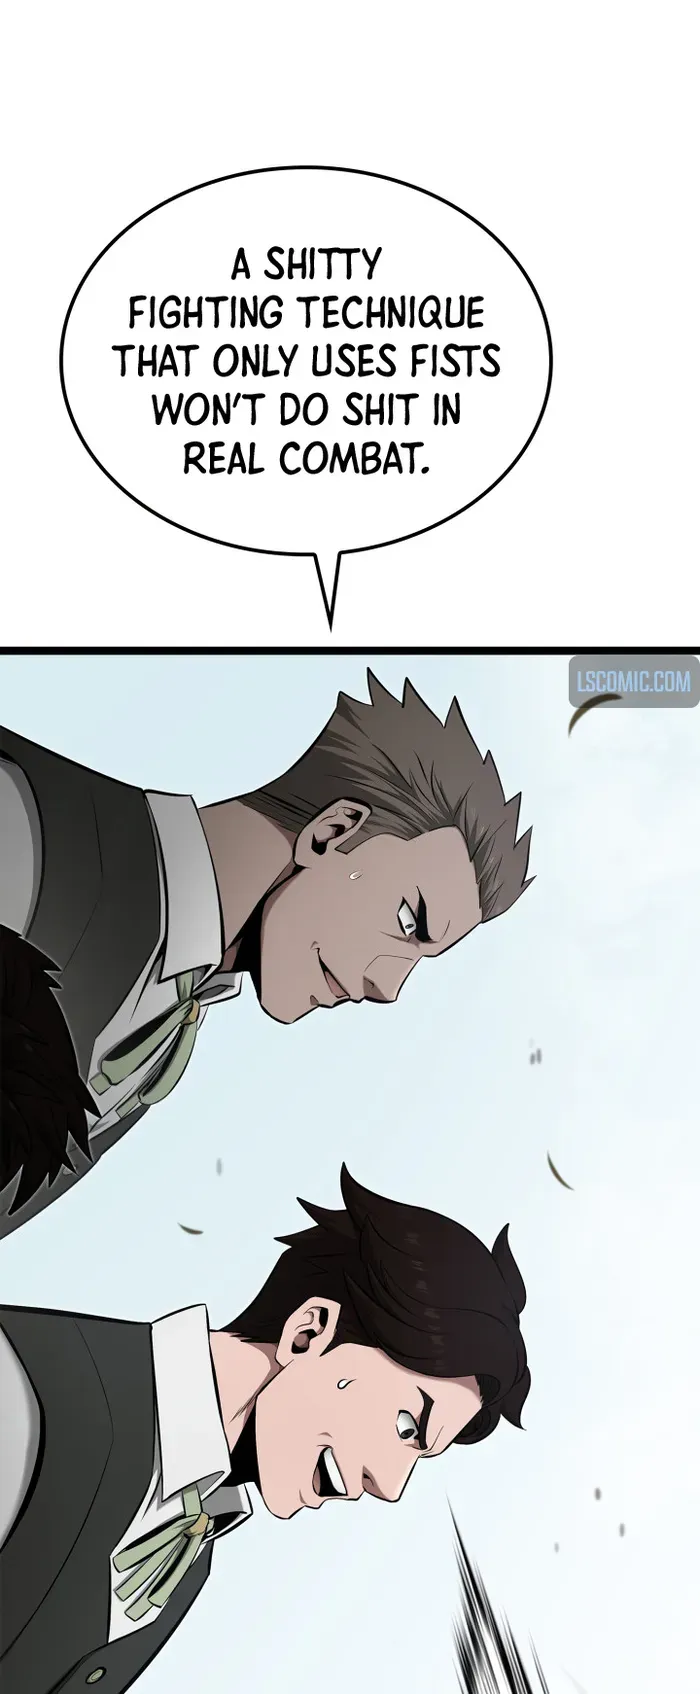 A SHITTY
FIGHTING TECHNIQUE
THAT ONLY USES FISTS
WON'T DO SHIT IN
REAL COMBAT.
LSCOMIC.COM